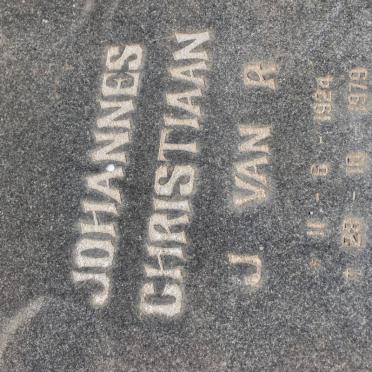 JOHANNES
CHRISTIAAN
J VAN R
* 11 - 6 - 1924
† 28 - 10 - 1979